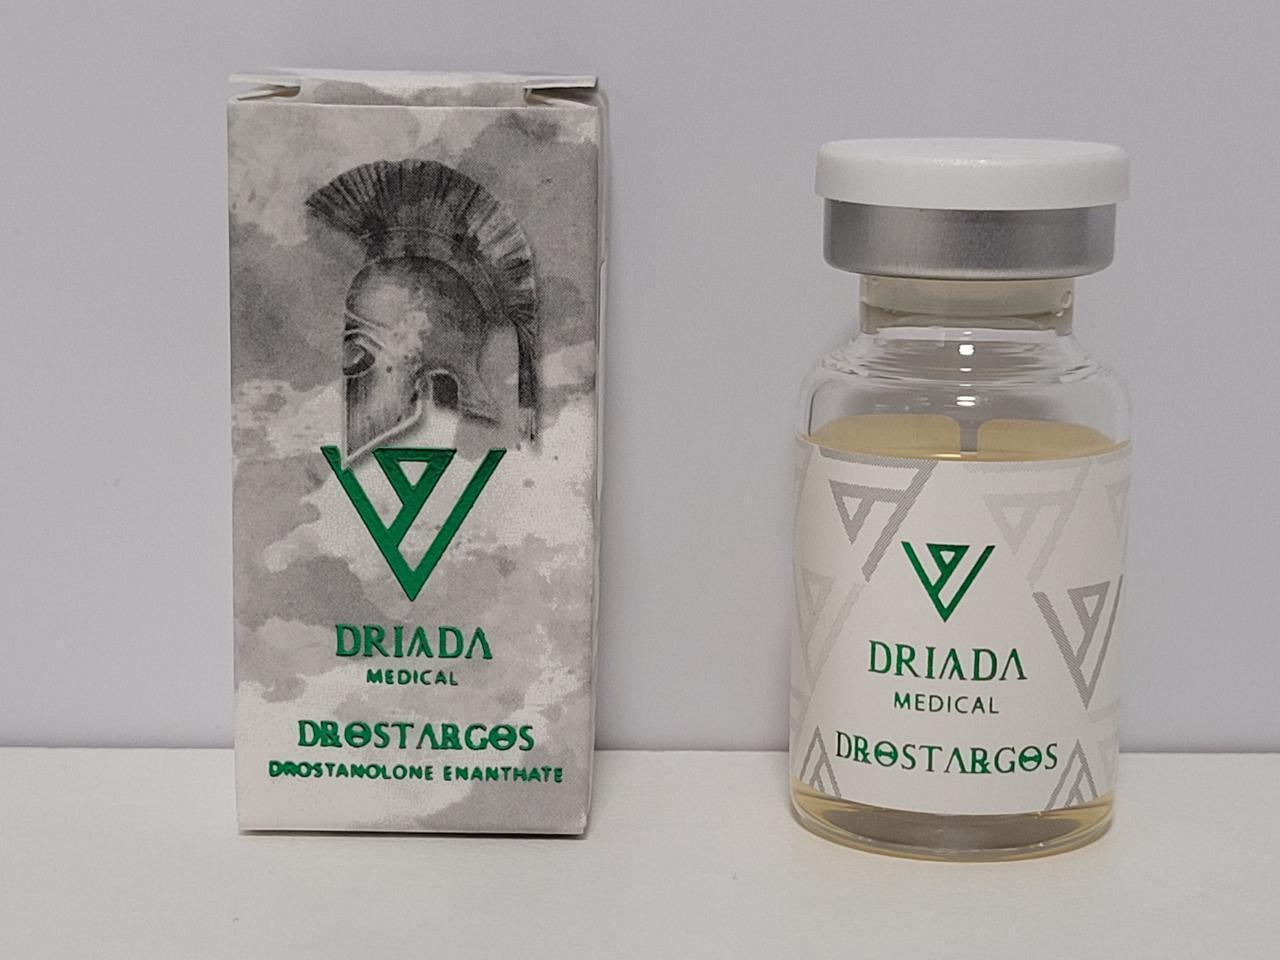 DRIADA
MEDICAL
DROSTARGOS
DROSTANOLONE ENANTHATE
DRIADA
MEDICAL
DROSTARGOS